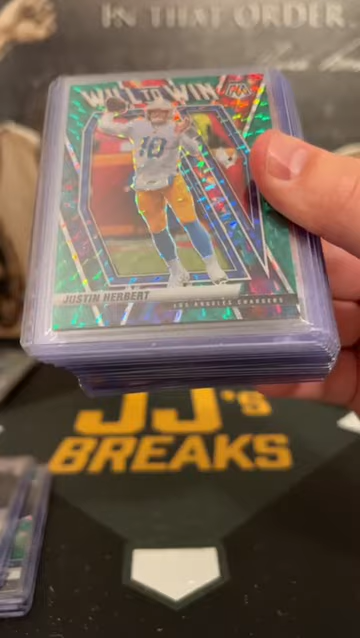 IN THAT ORDER.
WILL TO WIN
10
JUSTIN HERBERT
LOS ANGELES CHARGERS
JJ's
BREAKS